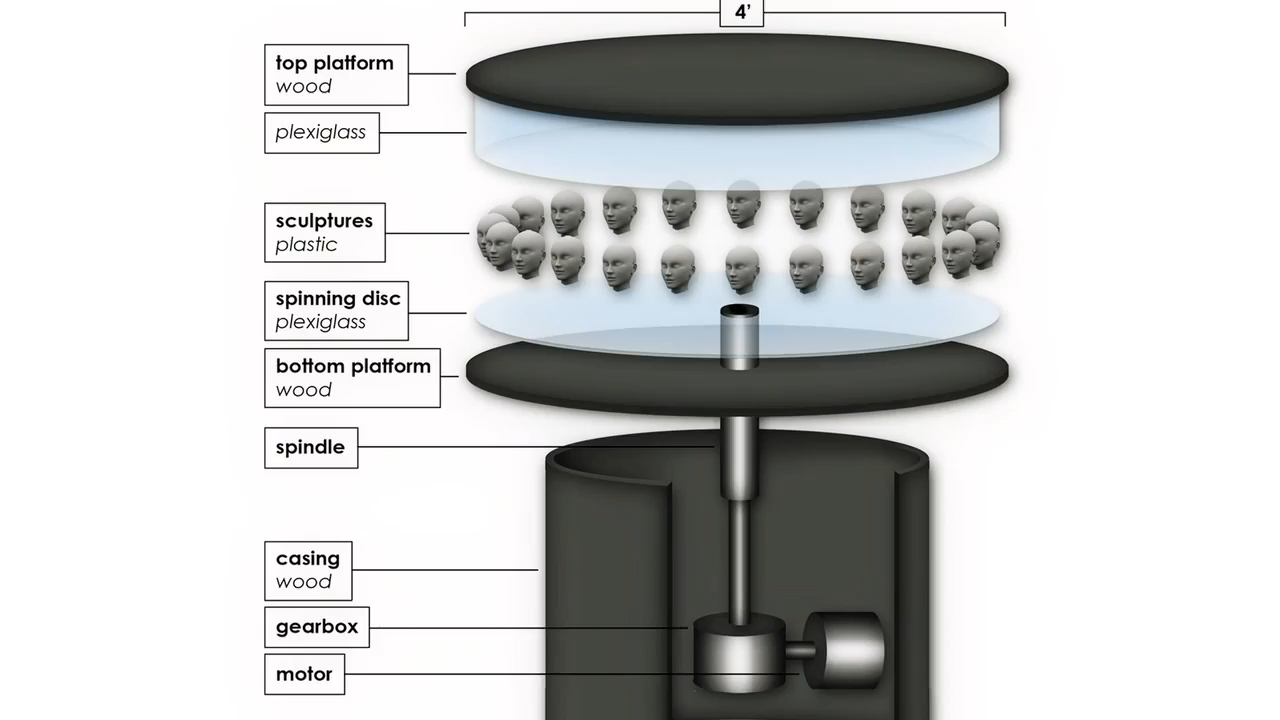 4’
top platform
wood
plexiglass
sculptures
plastic
spinning disc
plexiglass
bottom platform
wood
spindle
casing
wood
gearbox
motor